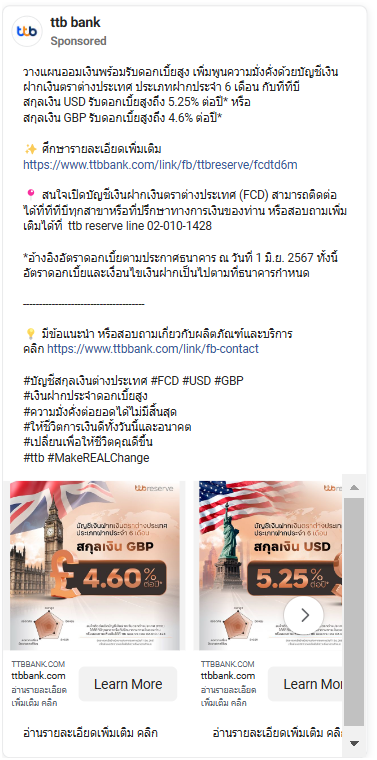 ttb
ttb bank
Sponsored
วางแผนออมเงินพร้อมรับดอกเบี้ยสูง เพิ่มพูนความมั่งคั่งด้วยบัญชีเงิน
ฝากเงินตราต่างประเทศ ประเภทฝากประจำ 6 เดือน กับทีทีบี
สกุลเงิน USD รับดอกเบี้ยสูงถึง 5.25% ต่อปี* หรือ
สกุลเงิน GBP รับดอกเบี้ยสูงถึง 4.6% ต่อปี*
✨ ศึกษารายละเอียดเพิ่มเติม
https://www.ttbbank.com/link/fb/ttbreserve/fcdtd6m
📍 สนใจเปิดบัญชีเงินฝากเงินตราต่างประเทศ (FCD) สามารถติดต่อ
ได้ที่ทีทีบีทุกสาขาหรือที่ปรึกษาทางการเงินของท่าน หรือสอบถามเพิ่ม
เติมได้ที่ ttb reserve line 02-010-1428
*อ้างอิงอัตราดอกเบี้ยตามประกาศธนาคาร ณ วันที่ 1 มิ.ย. 2567 ทั้งนี้
อัตราดอกเบี้ยและเงื่อนไขเงินฝากเป็นไปตามที่ธนาคารกำหนด
-----------------------------------
💡 มีข้อแนะนำ หรือสอบถามเกี่ยวกับผลิตภัณฑ์และบริการ
คลิก https://www.ttbbank.com/link/fb-contact
#บัญชีสกุลเงินต่างประเทศ #FCD #USD #GBP
#เงินฝากประจำดอกเบี้ยสูง
#ความมั่งคั่งต่อยอดได้ไม่มีสิ้นสุด
#ให้ชีวิตการเงินดีทั้งวันนี้และอนาคต
#เปลี่ยนเพื่อให้ชีวิตคุณดีขึ้น
#ttb #MakeREALChange
ttb reserve
บัญชีเงินฝากเงินตราต่างประเทศ
ประเภทฝากประจำ 6 เดือน
สกุลเงิน GBP
£ 4.60% ต่อปี*
TTBBANK.COM
ttbbank.com
อ่านรายละเอียด
เพิ่มเติม คลิก
Learn More
อ่านรายละเอียดเพิ่มเติม คลิก
ttb reserve
บัญชีเงินฝากเงินตราต่างประเทศ
ประเภทฝากประจำ 6 เดือน
สกุลเงิน USD
5.25% ต่อปี*
TTBBANK.COM
ttbbank.com
อ่านรายละเอียด
เพิ่มเติม คลิก
Learn More
อ่านรายละเอียดเพิ่มเติม คลิก